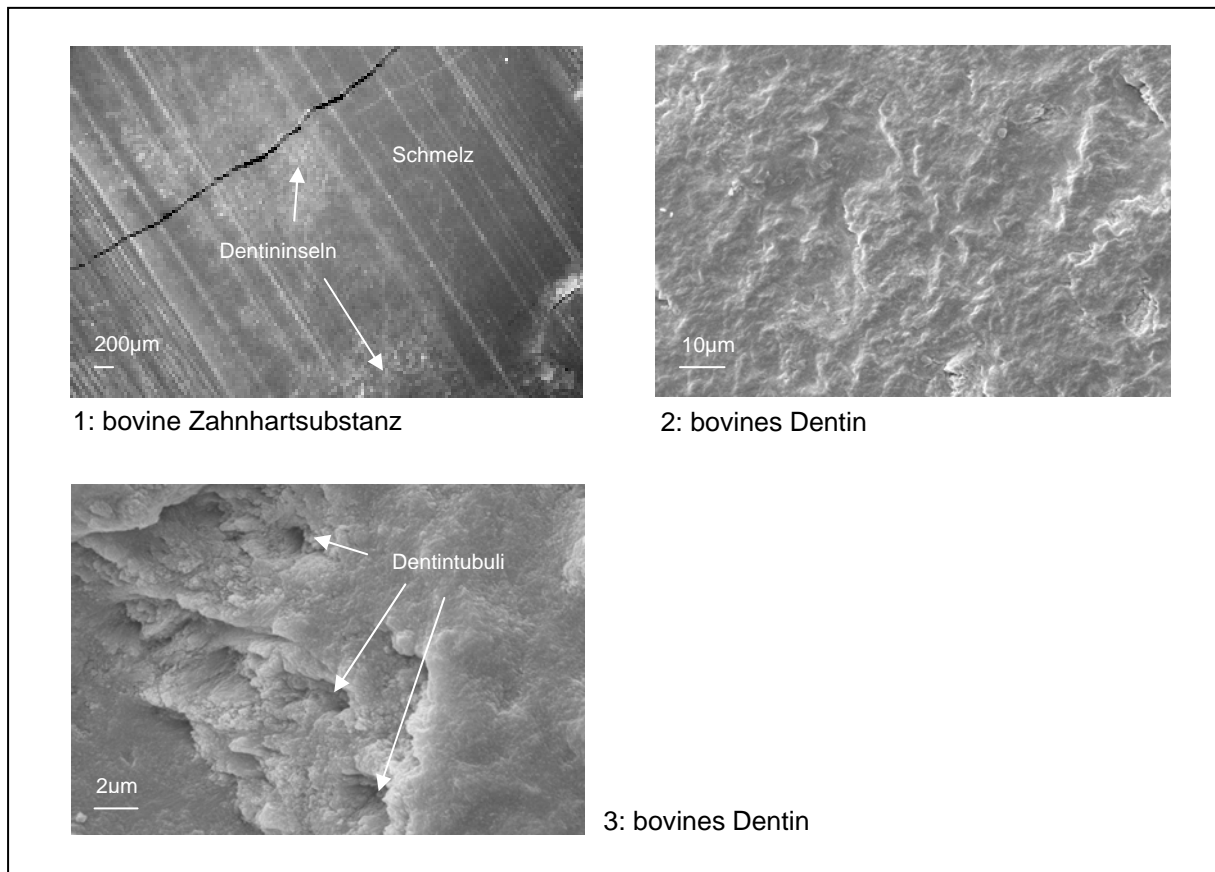 Schmelz
Dentininseln
200µm
1: bovine Zahnhartsubstanz
10µm
2: bovines Dentin
Dentintubuli
2um
3: bovines Dentin